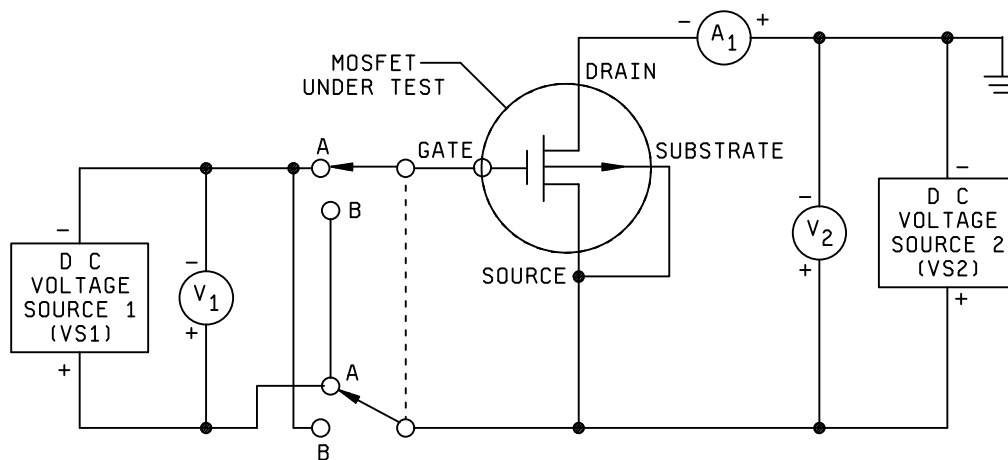 - A1 +
MOSFET
UNDER TEST
DRAIN
A
GATE
SUBSTRATE
B
-
D C
VOLTAGE
SOURCE 1
(VS1)
+
-
V1
+
SOURCE
-
V2
+
-
D C
VOLTAGE
SOURCE 2
(VS2)
+
A
B